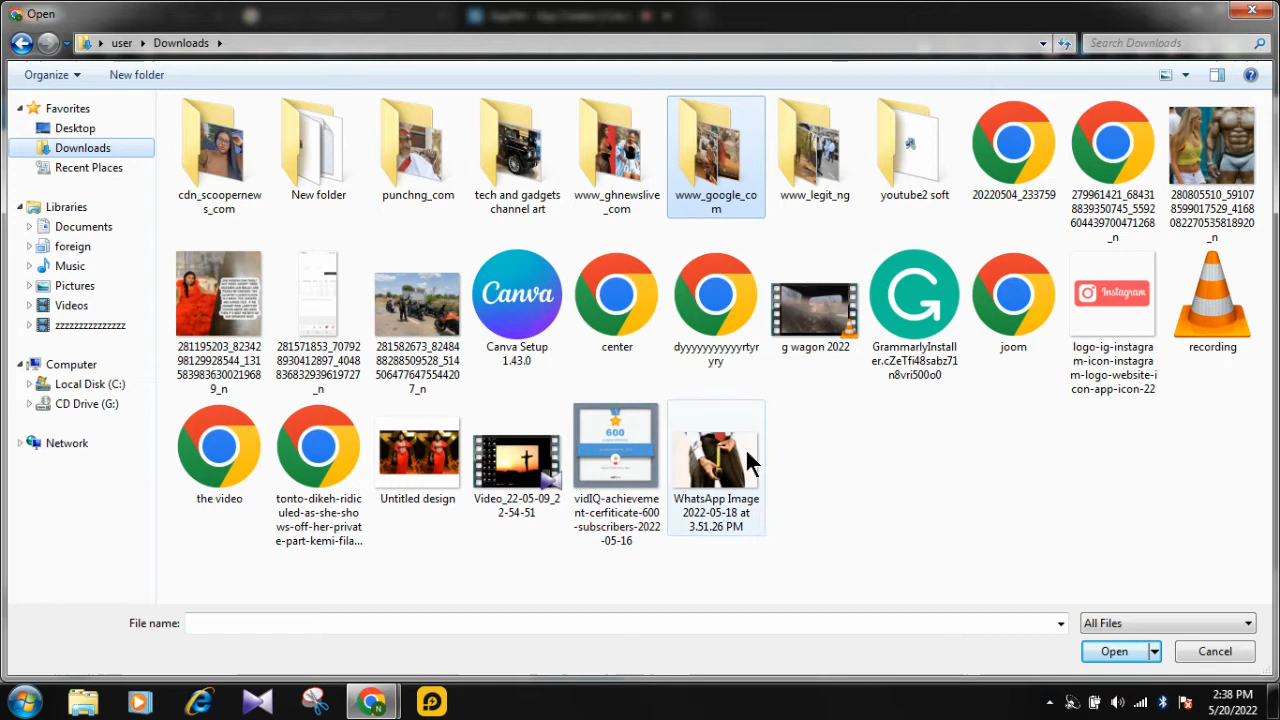 Open
user
Downloads
Search Downloads
Organize
New folder
Favorites
Desktop
Downloads
Recent Places
Libraries
Documents
foreign
Music
Pictures
Videos
zzzzzzzzzzzzzz
Computer
Local Disk (C:)
CD Drive (G:)
Network
cdn_scoopernew
s_com
New folder
punchng_com
tech and gadgets
channel art
www_ghnewslive
_com
www_google_co
m
www_legit_ng
youtube2 soft
20220504_233759
279961421_68431
8839350745_5592
604439700471268
_n
280805510_59107
8599017529_4168
082270535818920
_n
281195203_82342
98129928544_131
583983630021968
9_n
281571853_70792
8930412897_4048
836832939619727
_n
281582673_82484
88288509528_514
506477647554420
7_n
Canva
Canva Setup
1.43.0
center
dyyyyyyyyyyrtyr
yry
g wagon 2022
GrammarlyInstall
er.cZeTfi48sabz71
n8vri500o0
joom
Instagram
logo-ig-instagra
m-icon-instagra
m-logo-website-i
con-app-icon-22
recording
the video
tonto-dikeh-ridic
uled-as-she-sho
ws-off-her-privat
e-part-kemi-fila...
Untitled design
Video_22-05-09_2
2-54-51
600
vidIQ-achieveme
nt-cerfiticate-600
-subscribers-2022
-05-16
WhatsApp Image
2022-05-18 at
3.51.26 PM
File name:
All Files
Open
Cancel
2:38 PM
5/20/2022